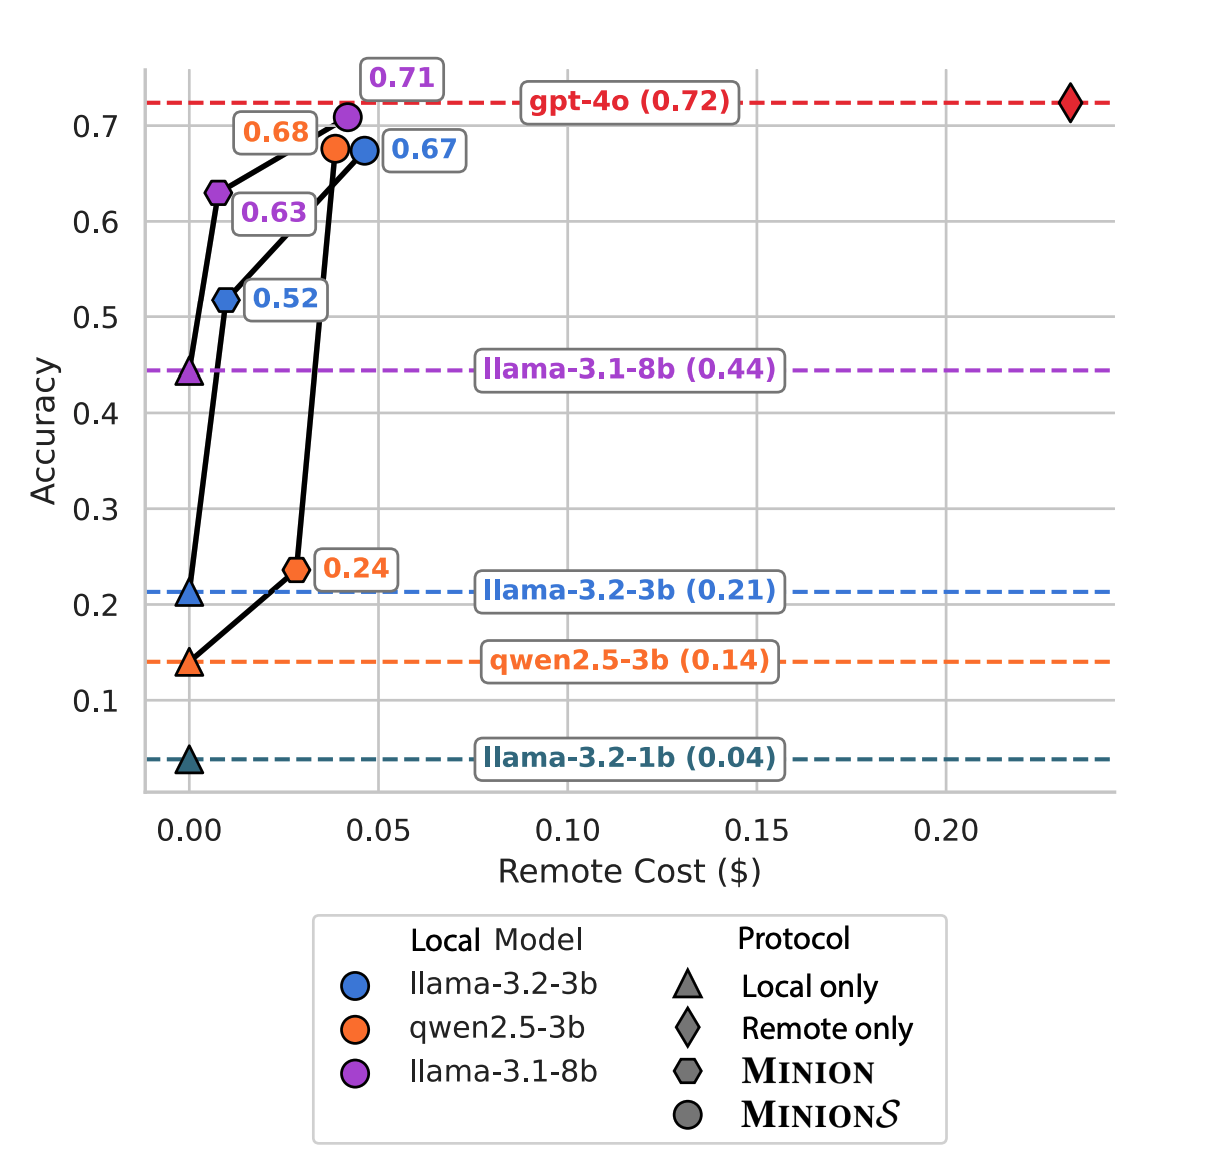 0.71
gpt-4o (0.72)
0.7
0.68
0.67
0.63
0.6
0.52
0.5
llama-3.1-8b (0.44)
0.4
Accuracy
0.3
0.24
llama-3.2-3b (0.21)
0.2
qwen2.5-3b (0.14)
0.1
llama-3.2-1b (0.04)
0.00 0.05 0.10 0.15 0.20
Remote Cost ($)
Local Model
llama-3.2-3b
qwen2.5-3b
llama-3.1-8b
Protocol
Local only
Remote only
MINION
MINIONS